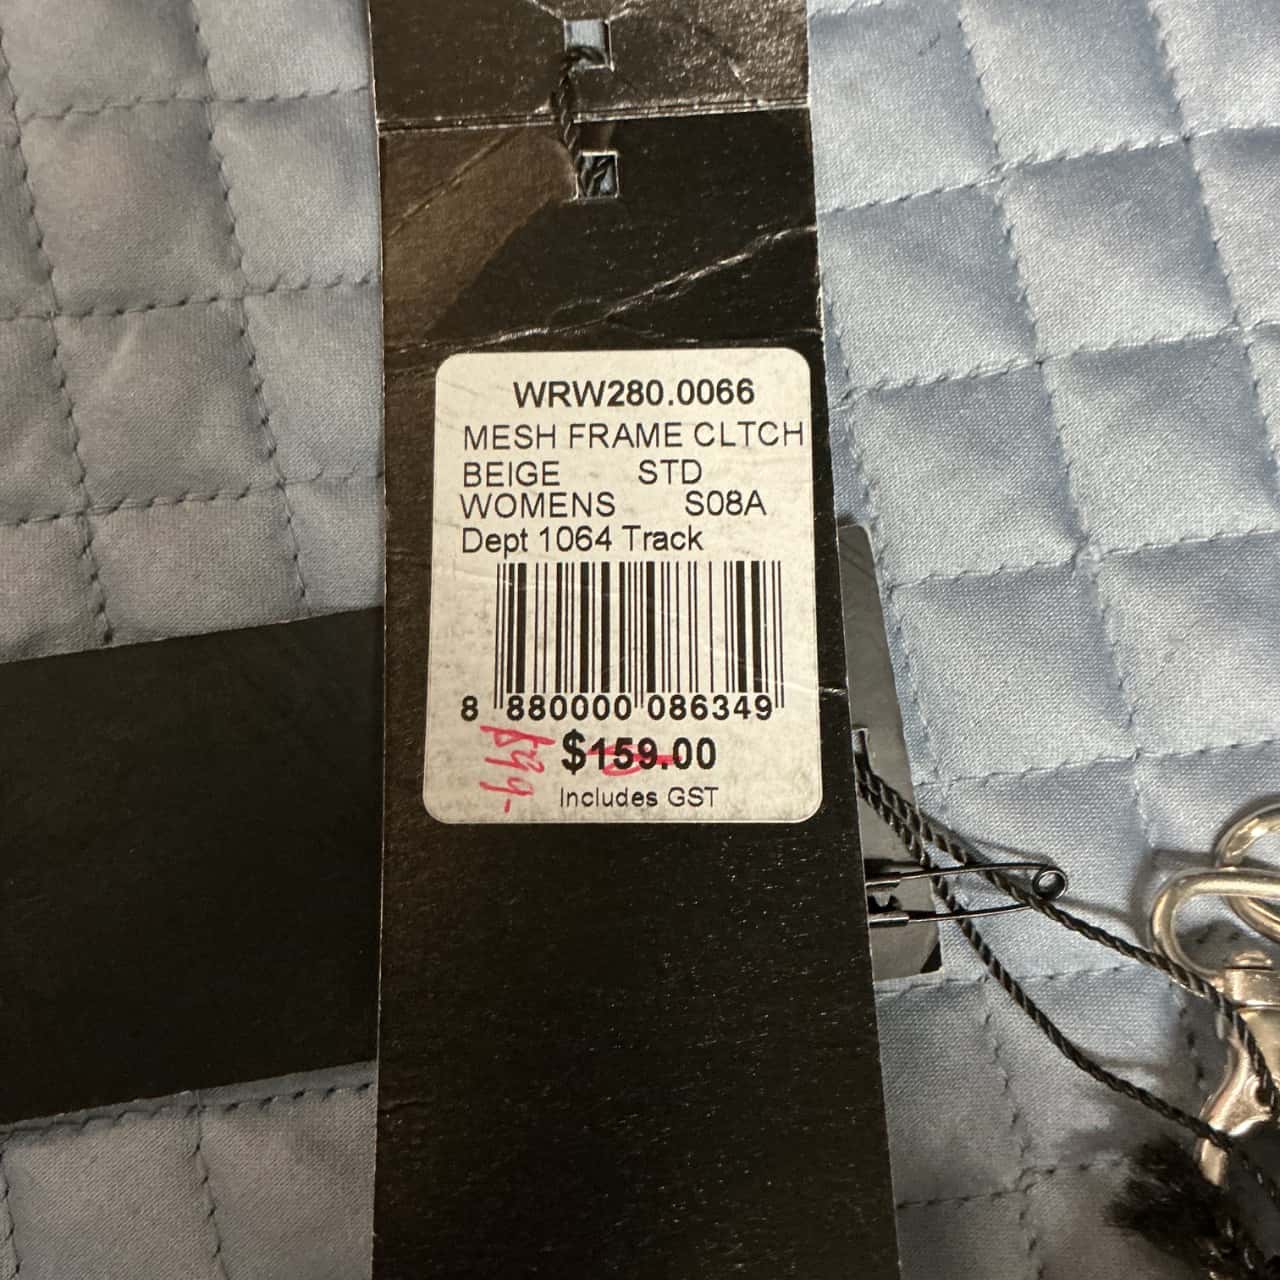 WRW280.0066
MESH FRAME CLTCH
BEIGE STD
WOMENS S08A
Dept 1064 Track
8 880000 086349
$159.00
$99-
Includes GST